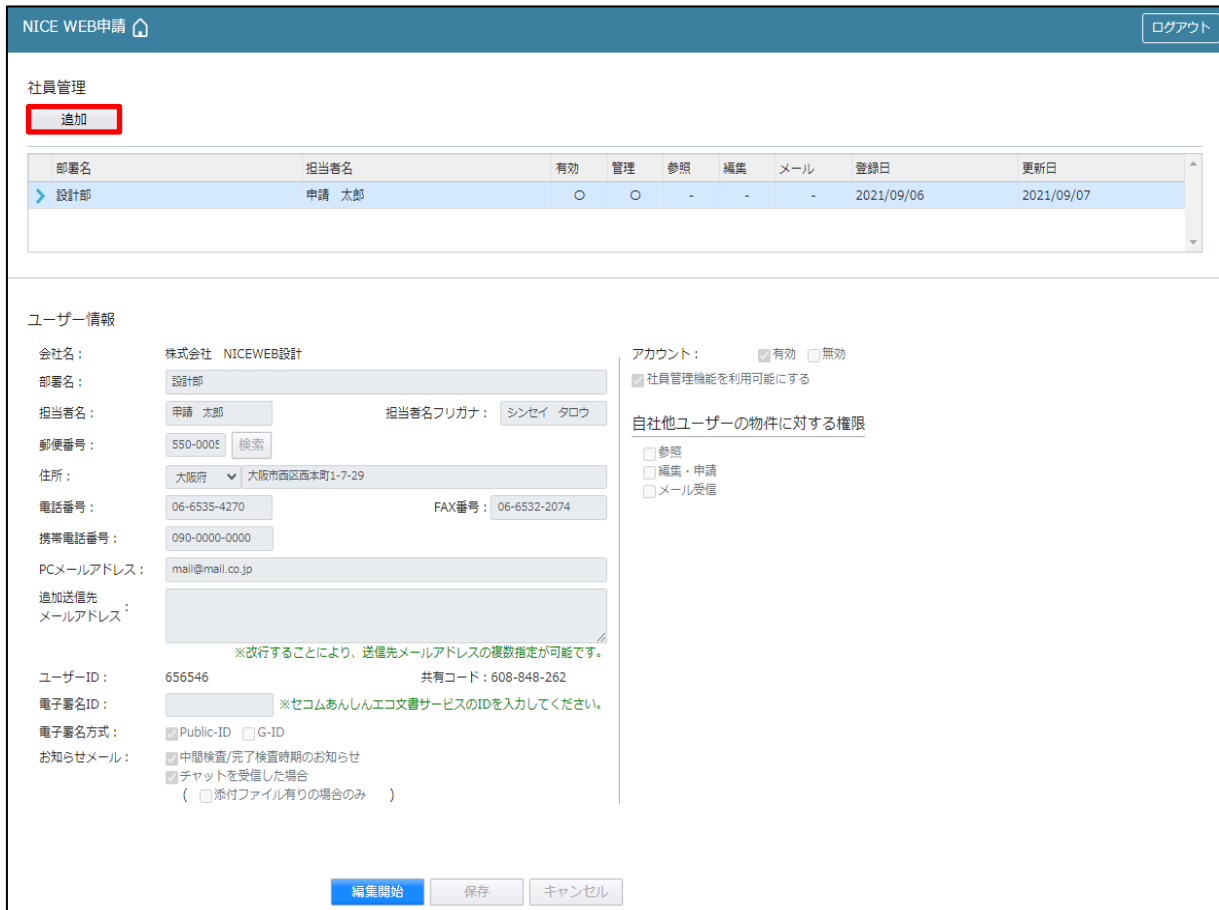 NICE WEB申請 ログアウト
社員管理
追加
部署名 担当者名 有効 管理 参照 編集 メール 登録日 更新日
設計部 申請 太郎 ○ ○ - - - 2021/09/06 2021/09/07
ユーザー情報
会社名： 株式会社 NICEWEB設計
部署名： 設計部
担当者名： 申請 太郎 担当者名フリガナ： シンセイ タロウ
郵便番号： 550-0005 検索
住所： 大阪府 大阪市西区西本町1-7-29
電話番号： 06-6535-4270 FAX番号： 06-6532-2074
携帯電話番号： 090-0000-0000
PCメールアドレス： mail@mail.co.jp
追加送信先
メールアドレス：
※改行することにより、送信先メールアドレスの複数指定が可能です。
ユーザーID： 656546 共有コード：608-848-262
電子署名ID： ※セコムあんしんエコ文書サービスのIDを入力してください。
電子署名方式： Public-ID G-ID
お知らせメール： 中間検査/完了検査時期のお知らせ
チャットを受信した場合
( 添付ファイル有りの場合のみ )
アカウント： 有効 無効
社員管理機能を利用可能にする
自社他ユーザーの物件に対する権限
参照
編集・申請
メール受信
編集開始 保存 キャンセル